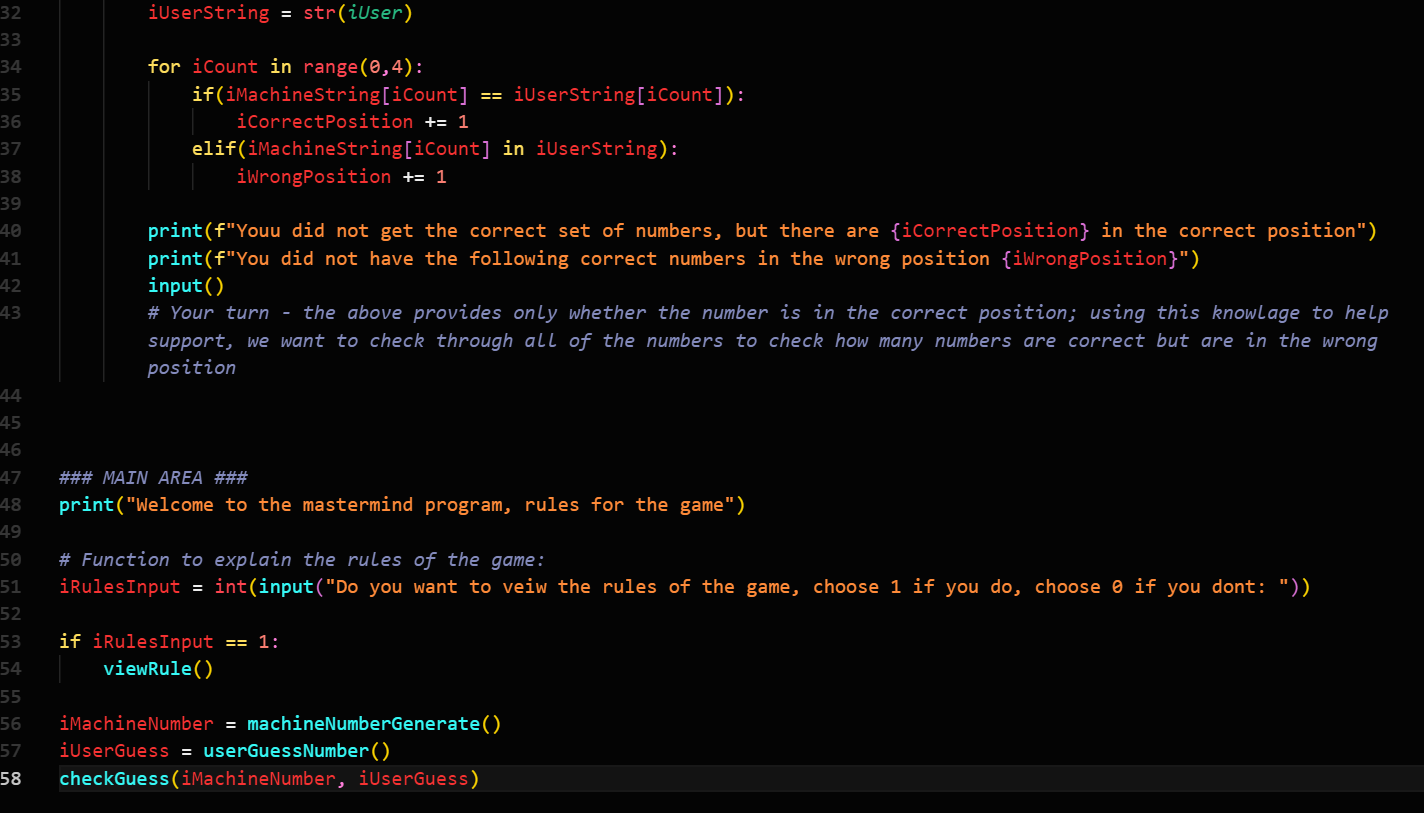 32 iUserString = str(iUser)
33
34 for iCount in range(0,4):
35 if(iMachineString[iCount] == iUserString[iCount]):
36 iCorrectPosition += 1
37 elif(iMachineString[iCount] in iUserString):
38 iWrongPosition += 1
39
40 print(f"Youu did not get the correct set of numbers, but there are {iCorrectPosition} in the correct position")
41 print(f"You did not have the following correct numbers in the wrong position {iWrongPosition}")
42 input()
43 # Your turn - the above provides only whether the number is in the correct position; using this knowlage to help
support, we want to check through all of the numbers to check how many numbers are correct but are in the wrong
position
44
45
46
47 ### MAIN AREA ###
48 print("Welcome to the mastermind program, rules for the game")
49
50 # Function to explain the rules of the game:
51 iRulesInput = int(input("Do you want to veiw the rules of the game, choose 1 if you do, choose 0 if you dont: "))
52
53 if iRulesInput == 1:
54 viewRule()
55
56 iMachineNumber = machineNumberGenerate()
57 iUserGuess = userGuessNumber()
58 checkGuess(iMachineNumber, iUserGuess)